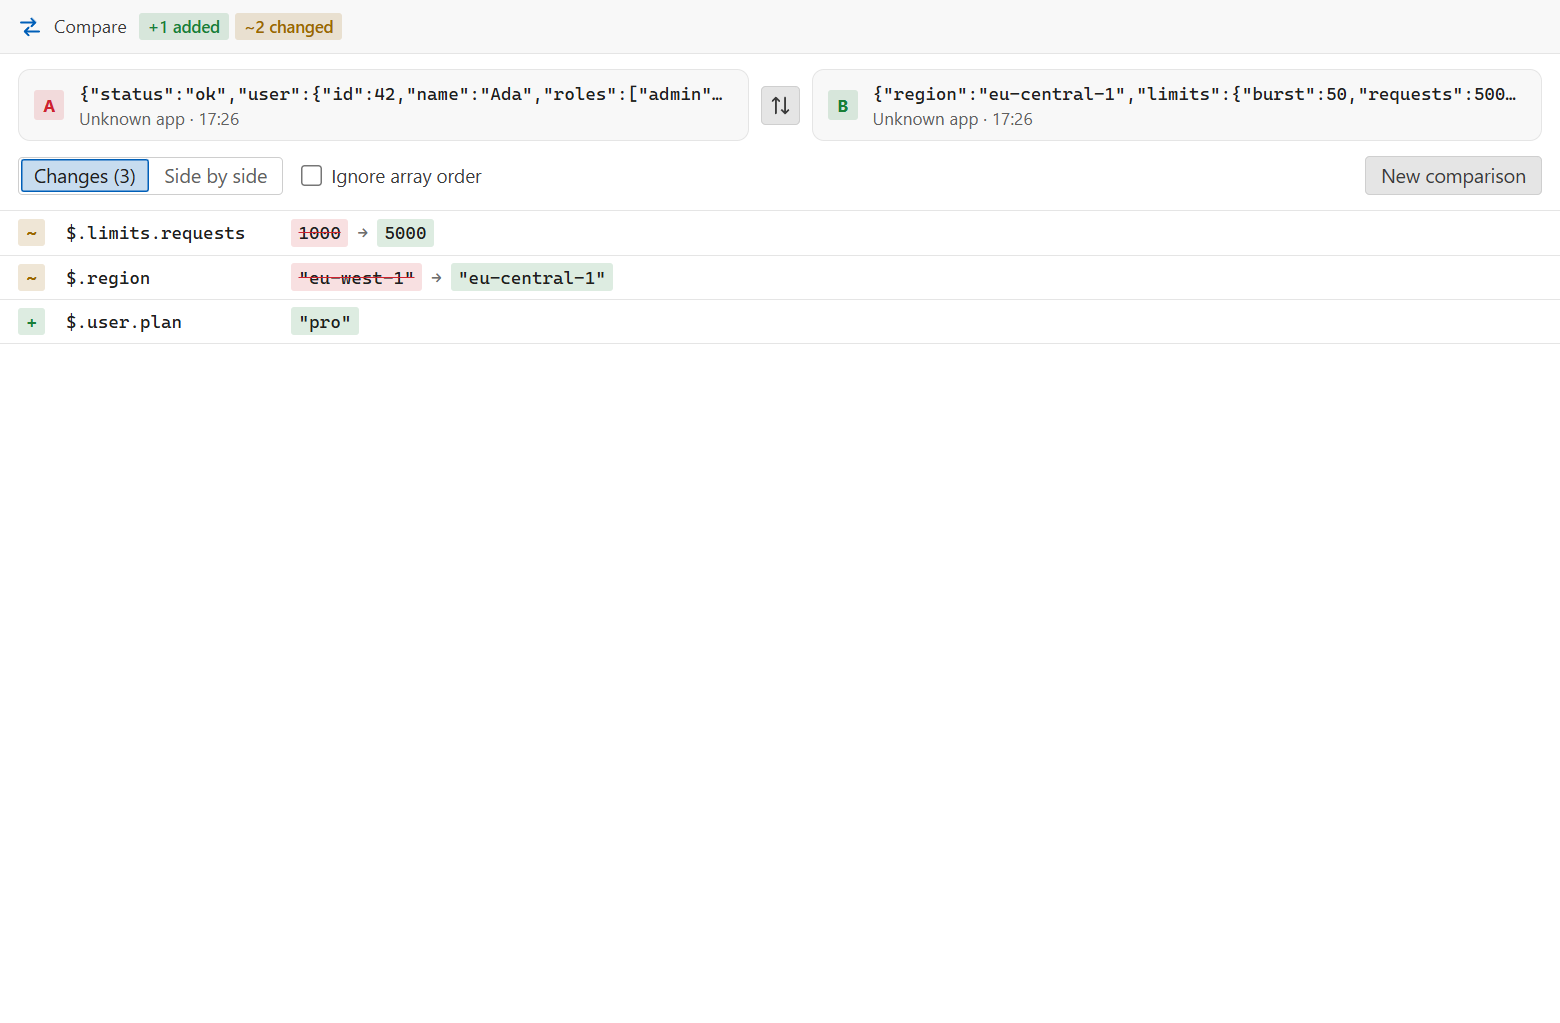 Compare +1 added ~2 changed
A {"status":"ok","user":{"id":42,"name":"Ada","roles":["admin"…
Unknown app · 17:26
B {"region":"eu-central-1","limits":{"burst":50,"requests":500…
Unknown app · 17:26
Changes (3) Side by side Ignore array order New comparison
~ $.limits.requests 1000 → 5000
~ $.region "eu-west-1" → "eu-central-1"
+ $.user.plan "pro"